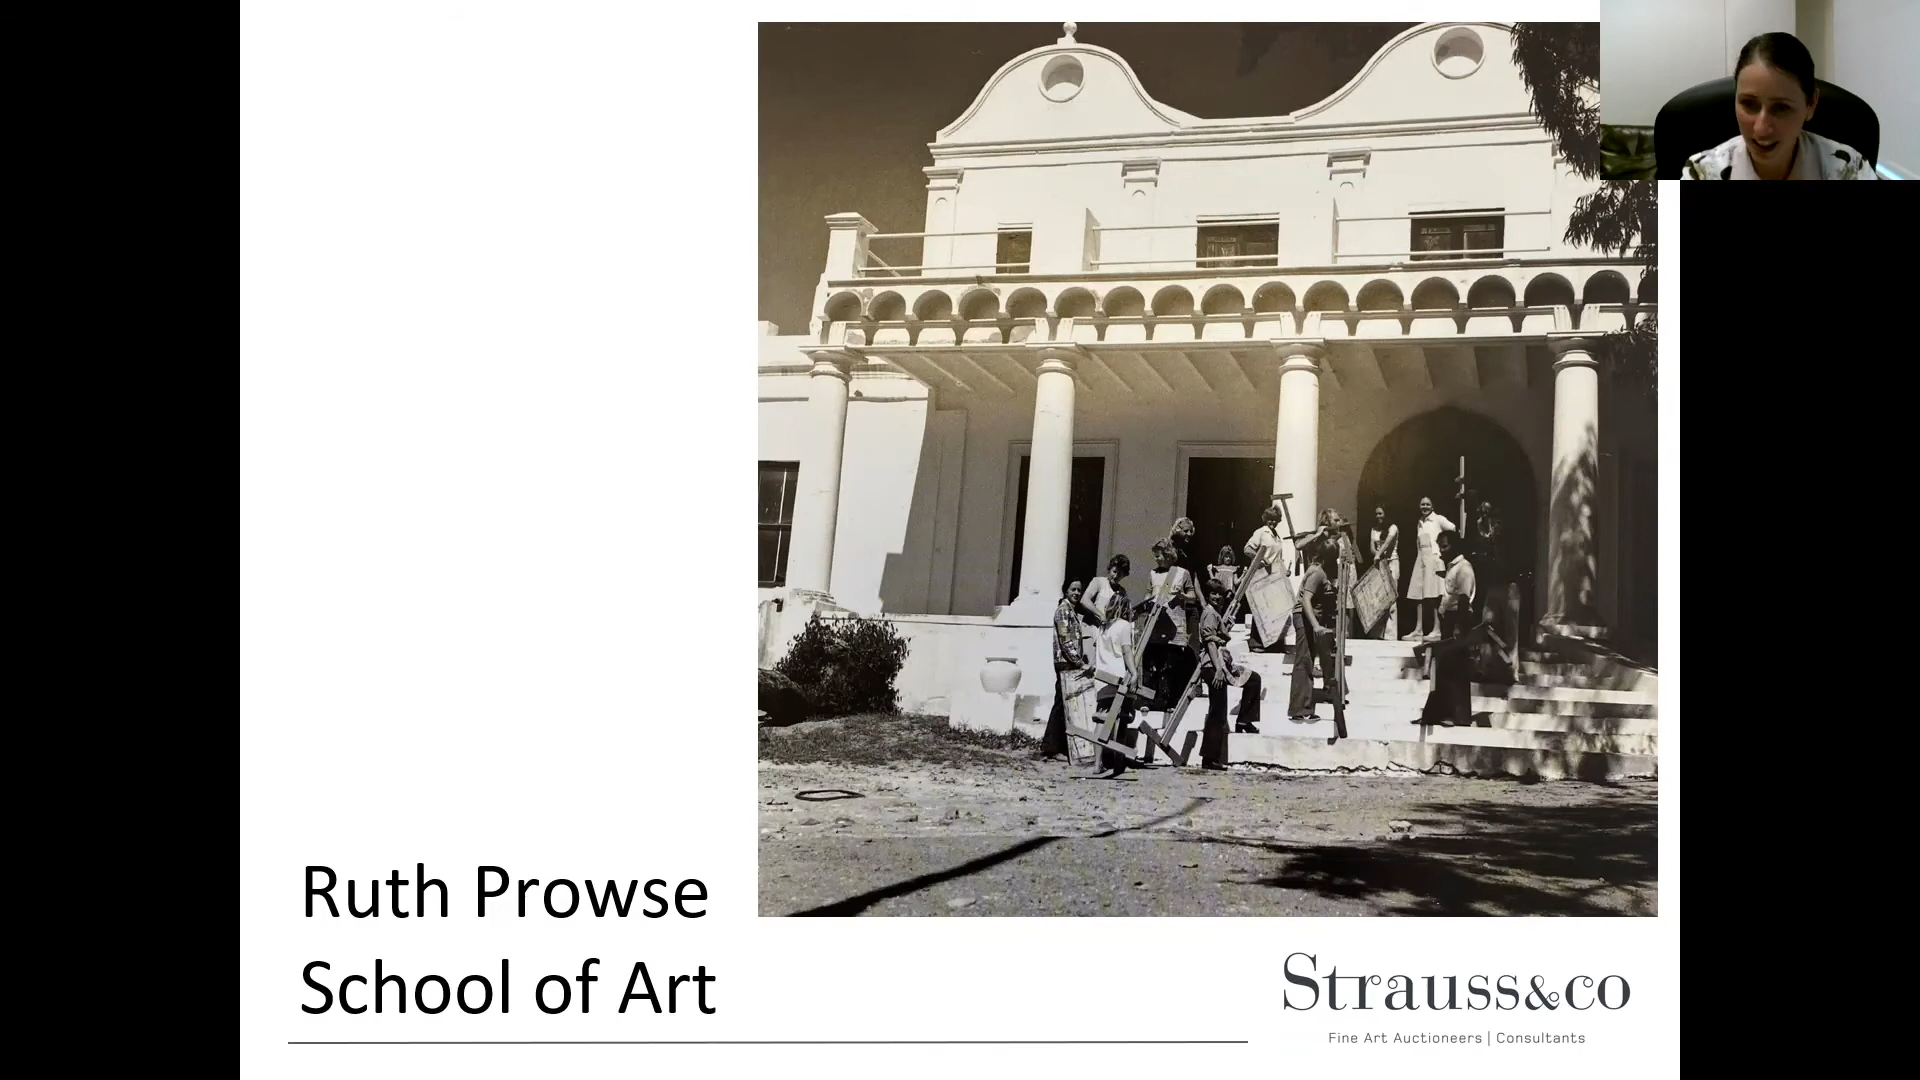 Ruth Prowse
School of Art
Strauss&co
Fine Art Auctioneers | Consultants